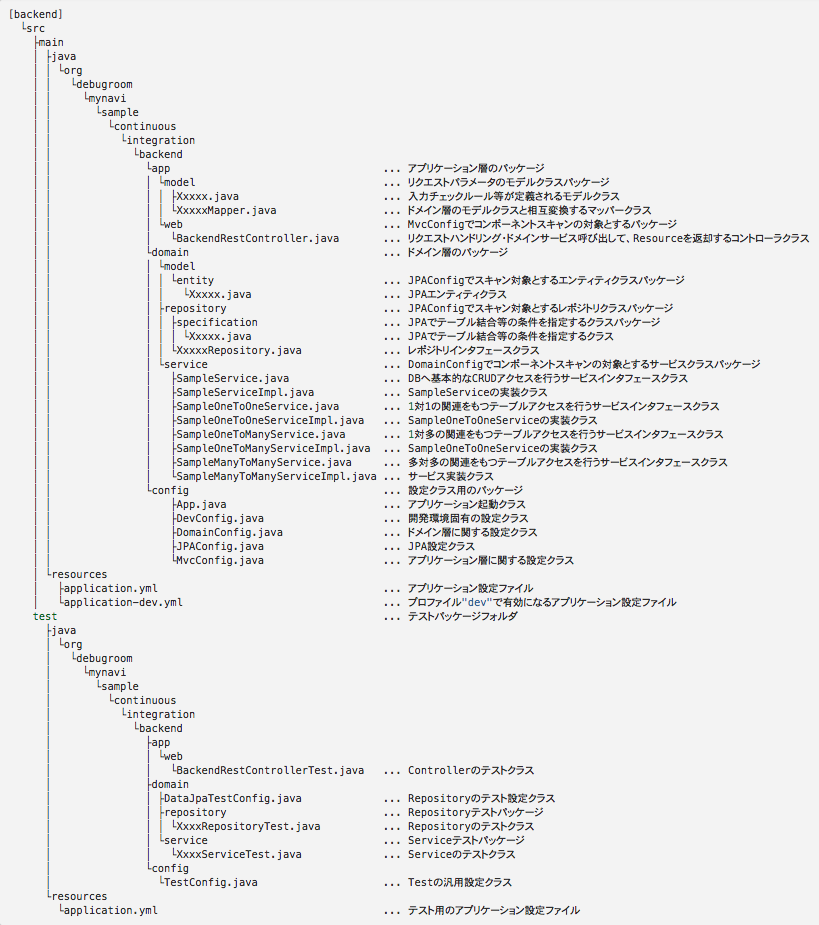 [backend]
└src
├main
│ ├java
│ │ └org
│ │ └debugroom
│ │ └mynavi
│ │ └sample
│ │ └continuous
│ │ └integration
│ │ └backend
│ │ ├app ... アプリケーション層のパッケージ
│ │ │ ├model ... リクエストパラメータのモデルクラスパッケージ
│ │ │ │ ├Xxxxx.java ... 入力チェックルール等が定義されるモデルクラス
│ │ │ │ └XxxxxMapper.java ... ドメイン層のモデルクラスと相互変換するマッパークラス
│ │ │ └web ... MvcConfigでコンポーネントスキャンの対象とするパッケージ
│ │ │ └BackendRestController.java ... リクエストハンドリング・ドメインサービス呼び出して、Resourceを返却するコントローラクラス
│ │ ├domain ... ドメイン層のパッケージ
│ │ │ ├model
│ │ │ │ └entity ... JPAConfigでスキャン対象とするエンティティクラスパッケージ
│ │ │ │ └Xxxxx.java ... JPAエンティティクラス
│ │ │ ├repository ... JPAConfigでスキャン対象とするレポジトリクラスパッケージ
│ │ │ │ ├specification ... JPAでテーブル結合等の条件を指定するクラスパッケージ
│ │ │ │ │ └Xxxxx.java ... JPAでテーブル結合等の条件を指定するクラス
│ │ │ │ └XxxxxRepository.java ... レポジトリインタフェースクラス
│ │ │ └service ... DomainConfigでコンポーネントスキャンの対象とするサービスクラスパッケージ
│ │ │ ├SampleService.java ... DBへ基本的なCRUDアクセスを行うサービスインタフェースクラス
│ │ │ ├SampleServiceImpl.java ... SampleServiceの実装クラス
│ │ │ ├SampleOneToOneService.java ... 1対1の関連をもつテーブルアクセスを行うサービスインタフェースクラス
│ │ │ ├SampleOneToOneServiceImpl.java ... SampleOneToOneServiceの実装クラス
│ │ │ ├SampleOneToManyService.java ... 1対多の関連をもつテーブルアクセスを行うサービスインタフェースクラス
│ │ │ ├SampleOneToManyServiceImpl.java ... SampleOneToOneServiceの実装クラス
│ │ │ ├SampleManyToManyService.java ... 多対多の関連をもつテーブルアクセスを行うサービスインタフェースクラス
│ │ │ └SampleManyToManyServiceImpl.java ... サービス実装クラス
│ │ └config ... 設定クラス用のパッケージ
│ │ ├App.java ... アプリケーション起動クラス
│ │ ├DevConfig.java ... 開発環境固有の設定クラス
│ │ ├DomainConfig.java ... ドメイン層に関する設定クラス
│ │ ├JPAConfig.java ... JPA設定クラス
│ │ └MvcConfig.java ... アプリケーション層に関する設定クラス
│ └resources
│ ├application.yml ... アプリケーション設定ファイル
│ └application-dev.yml ... プロファイル"dev"で有効になるアプリケーション設定ファイル
test ... テストパッケージフォルダ
├java
│ └org
│ └debugroom
│ └mynavi
│ └sample
│ └continuous
│ └integration
│ └backend
│ ├app
│ │ └web
│ │ └BackendRestControllerTest.java ... Controllerのテストクラス
│ ├domain
│ │ ├DataJpaTestConfig.java ... Repositoryのテスト設定クラス
│ │ ├repository ... Repositoryテストパッケージ
│ │ │ └XxxxRepositoryTest.java ... Repositoryのテストクラス
│ │ └service ... Serviceテストパッケージ
│ │ └XxxxServiceTest.java ... Serviceのテストクラス
│ └config
│ └TestConfig.java ... Testの汎用設定クラス
└resources
└application.yml ... テスト用のアプリケーション設定ファイル